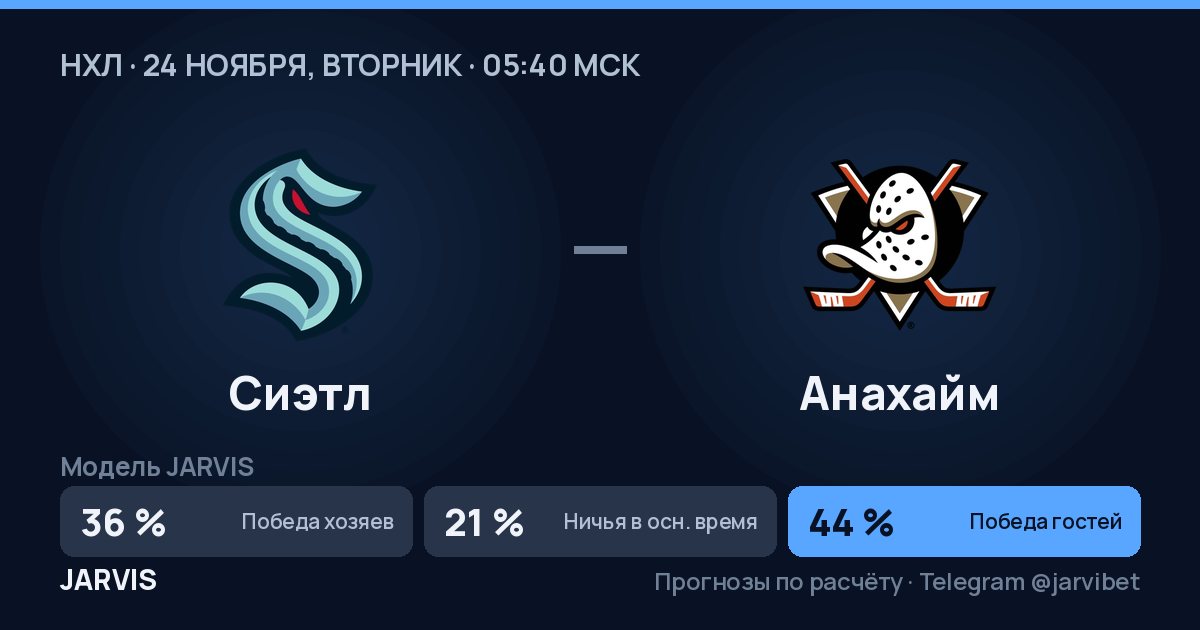 НХЛ · 24 НОЯБРЯ, ВТОРНИК · 05:40 МСК
Сиэтл
Анахайм
Модель JARVIS
36 % Победа хозяев
21 % Ничья в осн. время
44 % Победа гостей
JARVIS
Прогнозы по расчёту · Telegram @jarvibet